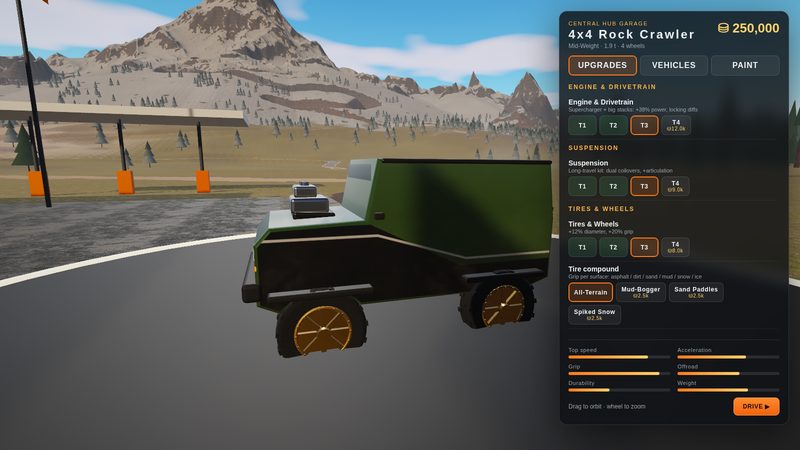 CENTRAL HUB GARAGE
4x4 Rock Crawler
250,000
Mid-Weight · 1.9 t · 4 wheels
UPGRADES VEHICLES PAINT
ENGINE & DRIVETRAIN
Engine & Drivetrain
Supercharger + big stacks: +38% power, locking diffs
T1 T2 T3 T4
12.0k
SUSPENSION
Suspension
Long-travel kit: dual coilovers, +articulation
T1 T2 T3 T4
9.0k
TIRES & WHEELS
Tires & Wheels
+12% diameter, +20% grip
T1 T2 T3 T4
8.0k
Tire compound
Grip per surface: asphalt / dirt / sand / mud / snow / ice
All-Terrain Mud-Bogger Sand Paddles
2.5k 2.5k
Spiked Snow
2.5k
Top speed Acceleration
Grip Offroad
Durability Weight
Drag to orbit · wheel to zoom DRIVE ▶